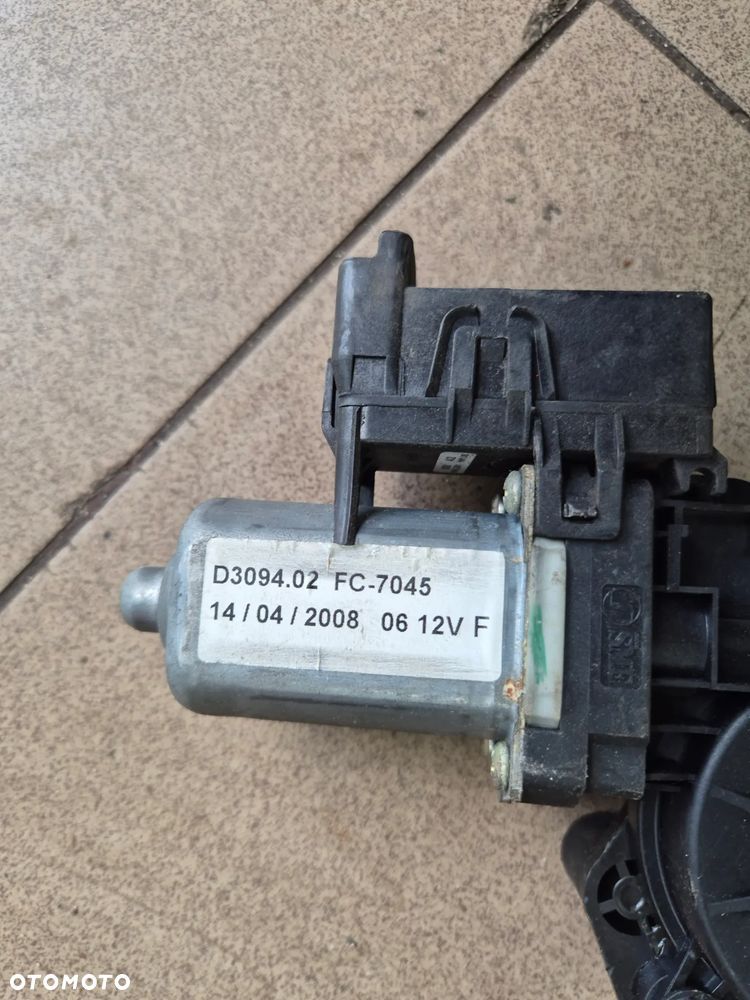 D3094.02 FC-7045
14 / 04 / 2008 06 12V F
OTOMOTO